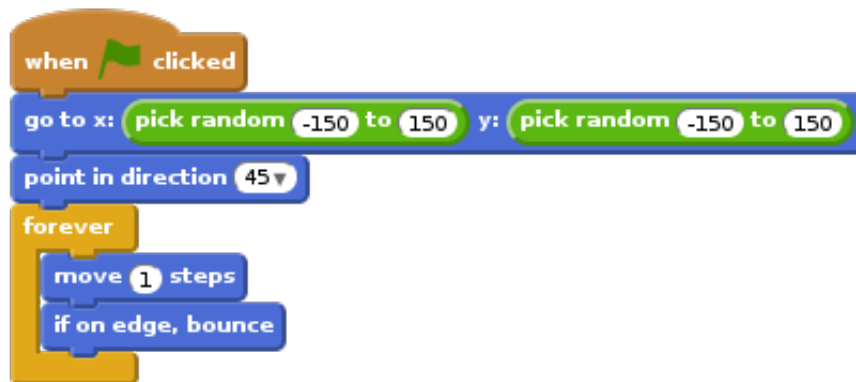 when clicked
go to x: pick random -150 to 150 y: pick random -150 to 150
point in direction 45
forever
move 1 steps
if on edge, bounce